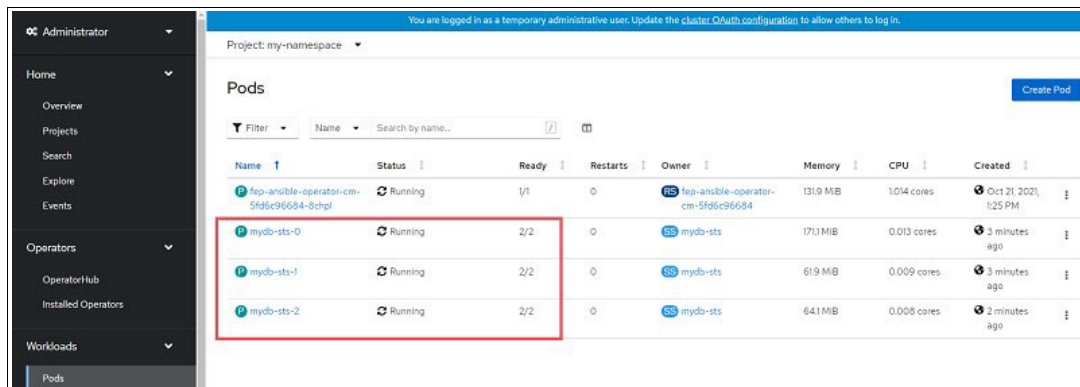 Administrator
You are logged in as a temporary administrative user. Update the cluster OAuth configuration to allow others to log in.
Project: my-namespace
Home
Overview
Projects
Search
Explore
Events
Operators
OperatorHub
Installed Operators
Workloads
Pods
Pods
Create Pod
Filter Name Search by name... /
Name Status Ready Restarts Owner Memory CPU Created
P fep-ansible-operator-cm- Running 1/1 0 RS fep-ansible-operator- 131.9 MiB 1.014 cores Oct 21, 2021,
5fd6c96684-8chpl cm-5fd6c96684 1:25 PM
P mydb-sts-0 Running 2/2 0 SS mydb-sts 171.1 MiB 0.013 cores 3 minutes
ago
P mydb-sts-1 Running 2/2 0 SS mydb-sts 61.9 MiB 0.009 cores 3 minutes
ago
P mydb-sts-2 Running 2/2 0 SS mydb-sts 64.1 MiB 0.008 cores 2 minutes
ago